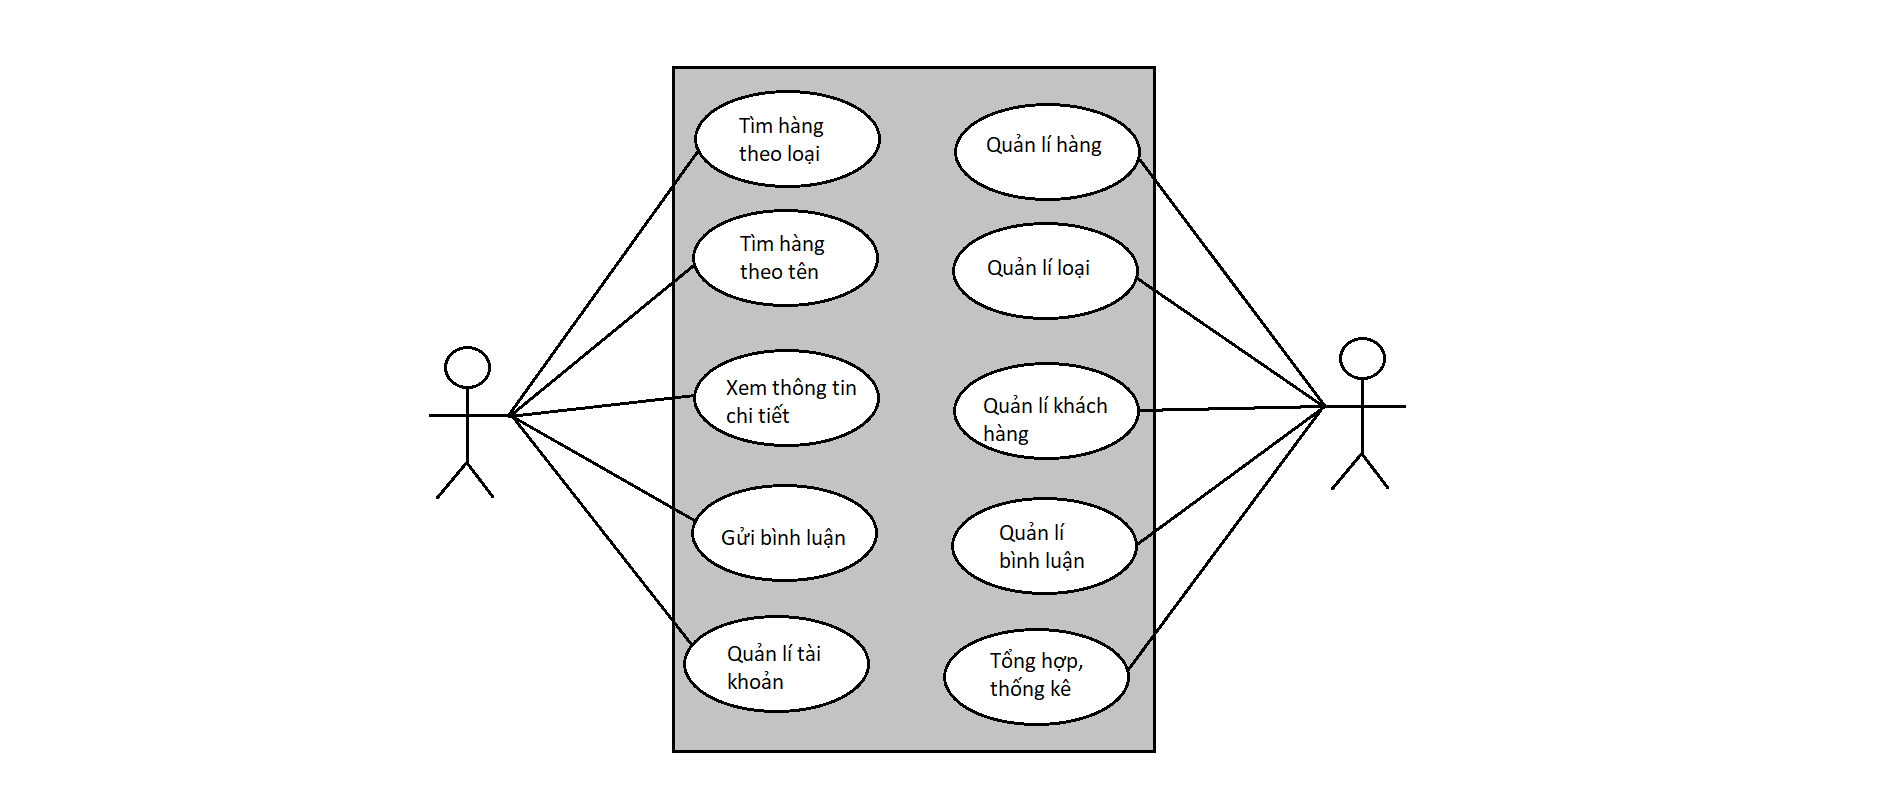 Tìm hàng
theo loại
Tìm hàng
theo tên
Xem thông tin
chi tiết
Gửi bình luận
Quản lí tài
khoản
Quản lí hàng
Quản lí loại
Quản lí khách
hàng
Quản lí
bình luận
Tổng hợp,
thống kê